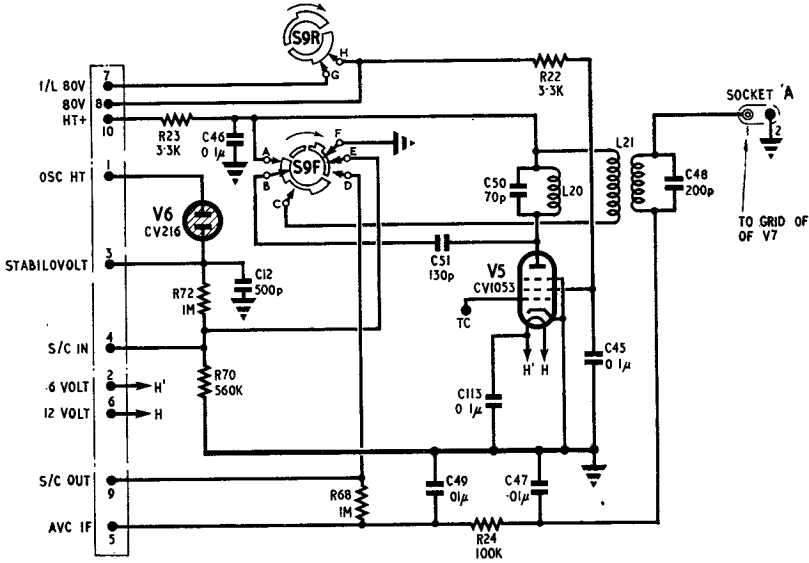 S9R
H
G
7
I/L 80V
80V
8
HT+
10
R23
3·3K
C46
0·1μ
R22
3·3K
SOCKET 'A
2
L21
F
A
S9F
E
B
D
C
1
OSC HT
C50
70p
L20
C48
200p
V6
CV216
TO GRID OF
OF V7
C51
130p
3
STABILOVOLT
C12
500p
V5
CV1053
R72
1M
TC
4
S/C IN
H' H
C45
0·1μ
R70
560K
2
·6 VOLT
H'
6
12 VOLT
H
C113
0·1μ
S/C OUT
9
R68
1M
C49
·01μ
C47
·01μ
AVC IF
5
R24
100K